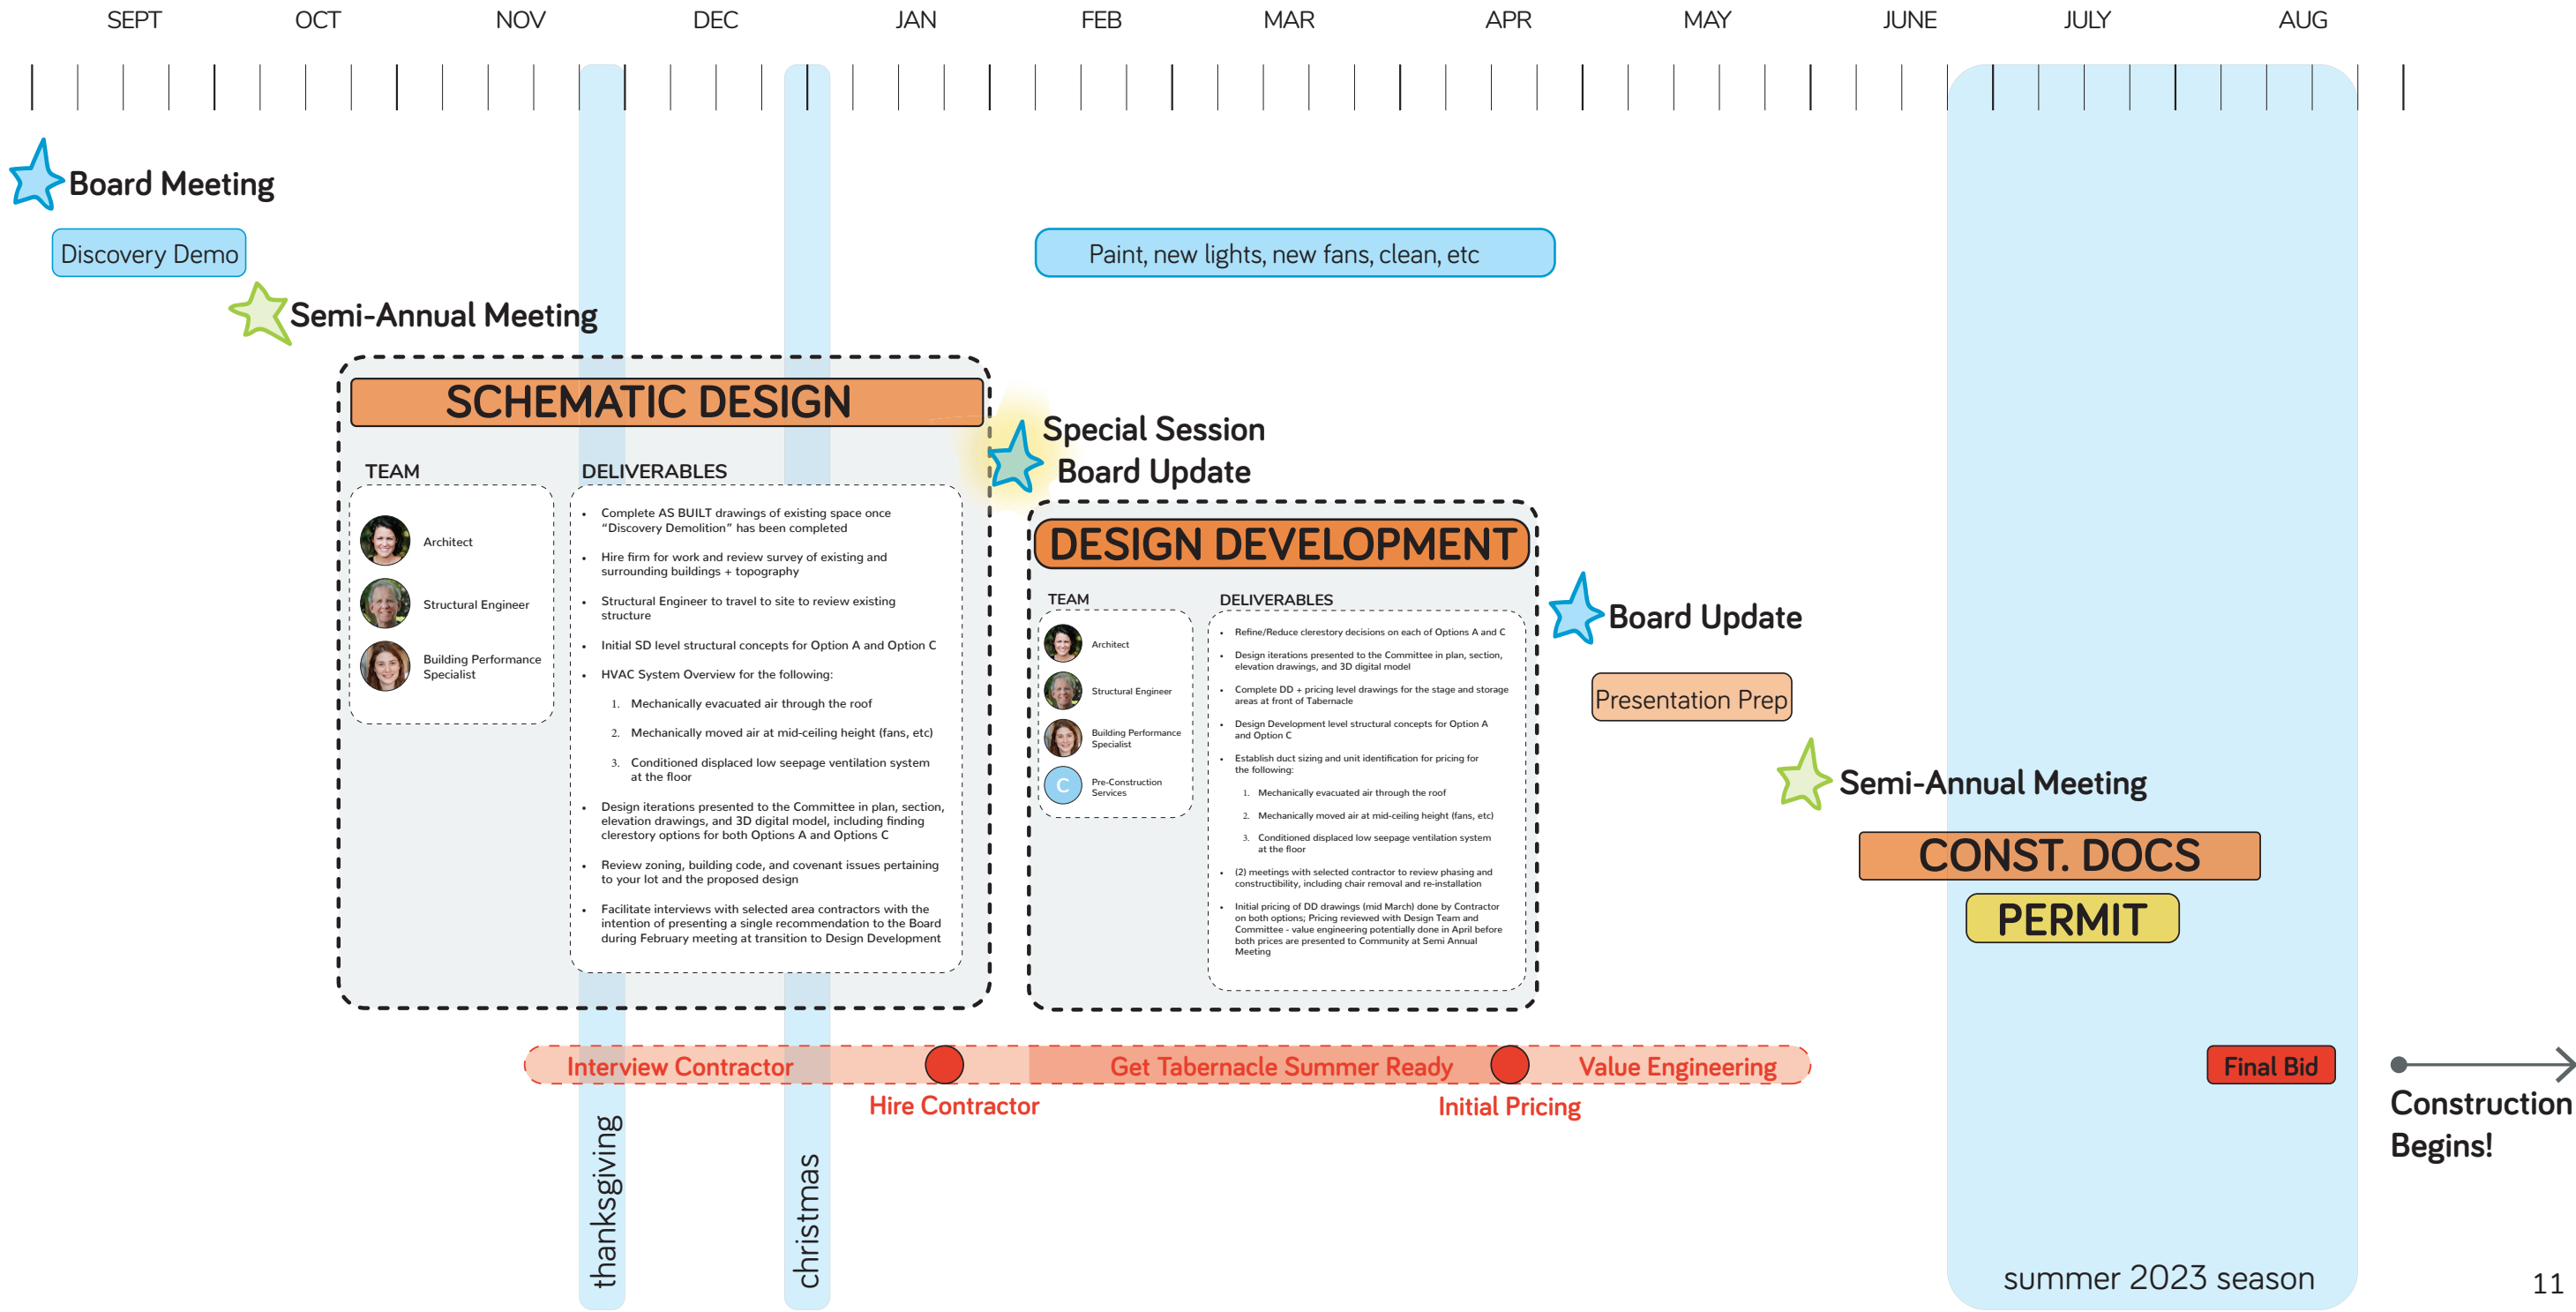 SEPT OCT NOV DEC JAN FEB MAR APR MAY JUNE JULY AUG
Board Meeting
Discovery Demo
Paint, new lights, new fans, clean, etc
Semi-Annual Meeting
SCHEMATIC DESIGN
TEAM
Architect
Structural Engineer
Building Performance
Specialist
DELIVERABLES
• Complete AS BUILT drawings of existing space once
“Discovery Demolition” has been completed
• Hire firm for work and review survey of existing and
surrounding buildings + topography
• Structural Engineer to travel to site to review existing
structure
• Initial SD level structural concepts for Option A and Option C
• HVAC System Overview for the following:
1. Mechanically evacuated air through the roof
2. Mechanically moved air at mid-ceiling height (fans, etc)
3. Conditioned displaced low seepage ventilation system
at the floor
• Design iterations presented to the Committee in plan, section,
elevation drawings, and 3D digital model, including finding
clerestory options for both Options A and Options C
• Review zoning, building code, and covenant issues pertaining
to your lot and the proposed design
• Facilitate interviews with selected area contractors with the
intention of presenting a single recommendation to the Board
during February meeting at transition to Design Development
Special Session
Board Update
DESIGN DEVELOPMENT
TEAM
Architect
Structural Engineer
Building Performance
Specialist
C
Pre-Construction
Services
DELIVERABLES
• Refine/Reduce clerestory decisions on each of Options A and C
• Design iterations presented to the Committee in plan, section,
elevation drawings, and 3D digital model
• Complete DD + pricing level drawings for the stage and storage
areas at front of Tabernacle
• Design Development level structural concepts for Option A
and Option C
• Establish duct sizing and unit identification for pricing for
the following:
1. Mechanically evacuated air through the roof
2. Mechanically moved air at mid-ceiling height (fans, etc)
3. Conditioned displaced low seepage ventilation system
at the floor
• (2) meetings with selected contractor to review phasing and
constructibility, including chair removal and re-installation
• Initial pricing of DD drawings (mid March) done by Contractor
on both options; Pricing reviewed with Design Team and
Committee - value engineering potentially done in April before
both prices are presented to Community at Semi Annual
Meeting
Board Update
Presentation Prep
Semi-Annual Meeting
CONST. DOCS
PERMIT
Interview Contractor
Get Tabernacle Summer Ready
Value Engineering
Final Bid
Hire Contractor
Initial Pricing
Construction
Begins!
thanksgiving
christmas
summer 2023 season
11